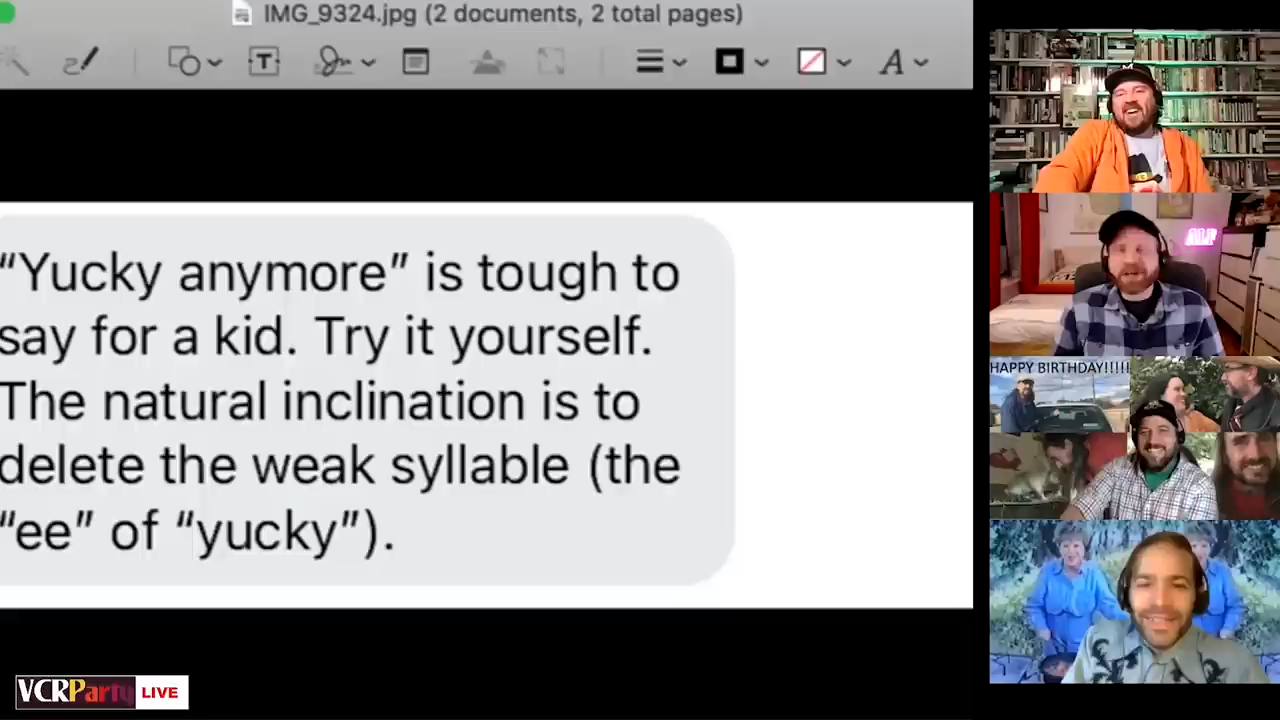 IMG_9324.jpg (2 documents, 2 total pages)
T
A
“Yucky anymore” is tough to
say for a kid. Try it yourself.
The natural inclination is to
delete the weak syllable (the
“ee” of “yucky”).
ALF
HAPPY BIRTHDAY!!!!!
VCRParty LIVE